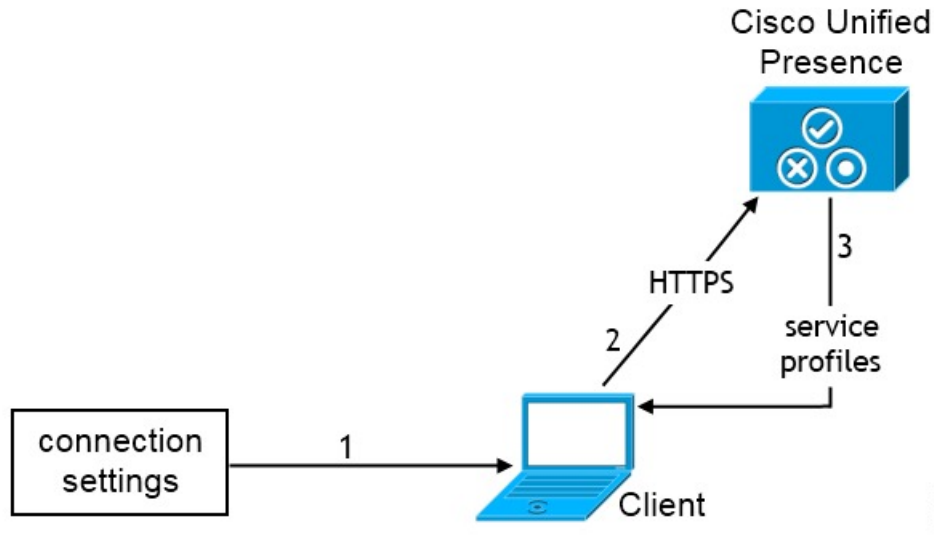 Cisco Unified
Presence
3
HTTPS
service
profiles
2
connection
settings
1
Client